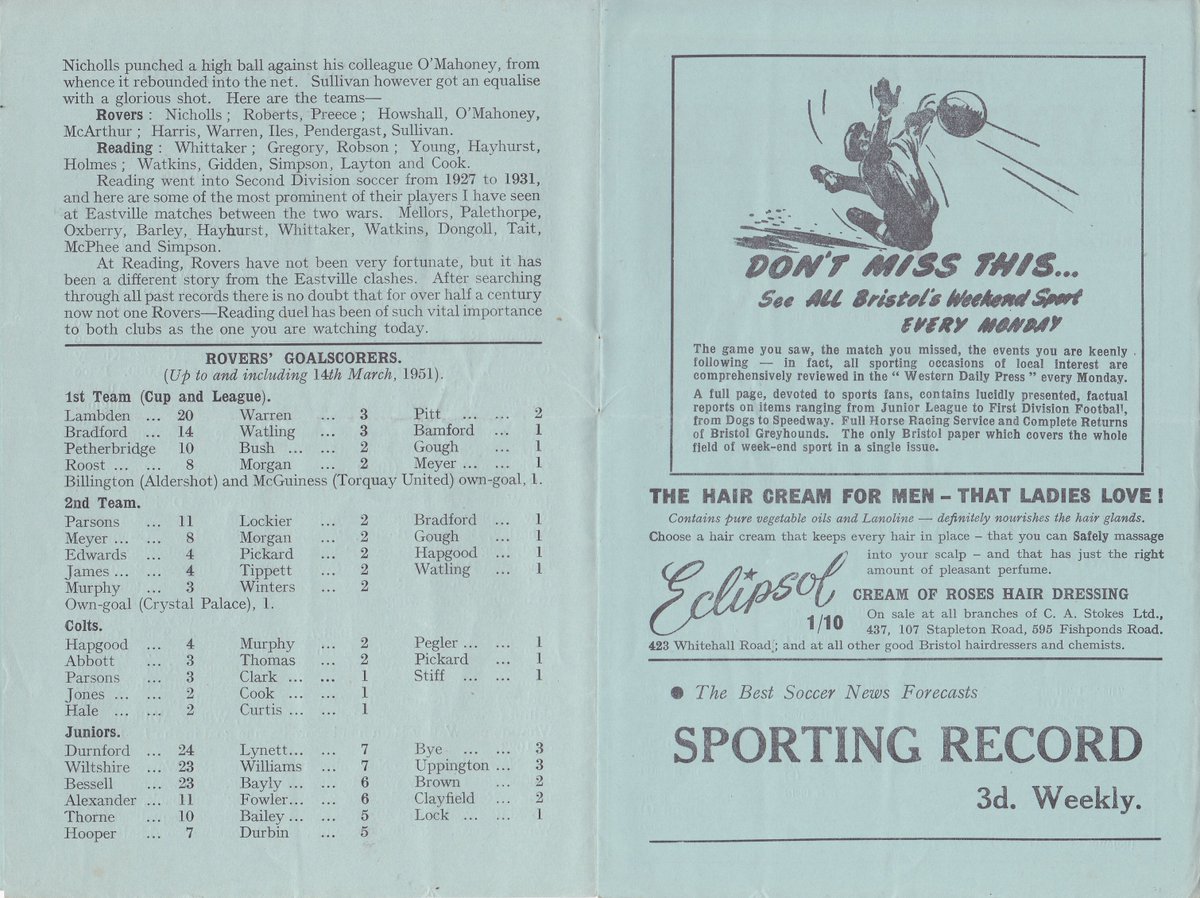 Nicholls punched a high ball against his colleague O'Mahoney, from
whence it rebounded into the net. Sullivan however got an equalise
with a glorious shot. Here are the teams—
Rovers : Nicholls ; Roberts, Preece ; Howshall, O'Mahoney,
McArthur ; Harris, Warren, Iles, Pendergast, Sullivan.
Reading : Whittaker ; Gregory, Robson ; Young, Hayhurst,
Holmes ; Watkins, Gidden, Simpson, Layton and Cook.
Reading went into Second Division soccer from 1927 to 1931,
and here are some of the most prominent of their players I have seen
at Eastville matches between the two wars. Mellors, Palethorpe,
Oxberry, Barley, Hayhurst, Whittaker, Watkins, Dongoll, Tait,
McPhee and Simpson.
At Reading, Rovers have not been very fortunate, but it has
been a different story from the Eastville clashes. After searching
through all past records there is no doubt that for over half a century
now not one Rovers—Reading duel has been of such vital importance
to both clubs as the one you are watching today.
ROVERS' GOALSCORERS.
(Up to and including 14th March, 1951).
1st Team (Cup and League).
Lambden ... 20 Warren ... 3 Pitt ... ... 2
Bradford ... 14 Watling ... 3 Bamford ... 1
Petherbridge 10 Bush ... ... 2 Gough ... 1
Roost ... ... 8 Morgan ... 2 Meyer ... ... 1
Billington (Aldershot) and McGuiness (Torquay United) own-goal, 1.
2nd Team.
Parsons ... 11 Lockier ... 2 Bradford ... 1
Meyer ... ... 8 Morgan ... 2 Gough ... 1
Edwards ... 4 Pickard ... 2 Hapgood ... 1
James ... ... 4 Tippett ... 2 Watling ... 1
Murphy ... 3 Winters ... 2
Own-goal (Crystal Palace), 1.
Colts.
Hapgood ... 4 Murphy ... 2 Pegler ... ... 1
Abbott ... 3 Thomas ... 2 Pickard ... 1
Parsons ... 3 Clark ... ... 1 Stiff ... ... 1
Jones ... ... 2 Cook ... ... 1
Hale ... ... 2 Curtis ... ... 1
Juniors.
Durnford ... 24 Lynett... ... 7 Bye ... ... 3
Wiltshire ... 23 Williams ... 7 Uppington ... 3
Bessell ... 23 Bayly ... ... 6 Brown ... 2
Alexander ... 11 Fowler... ... 6 Clayfield ... 2
Thorne ... 10 Bailey ... ... 5 Lock ... ... 1
Hooper ... 7 Durbin ... 5
DON'T MISS THIS...
See ALL Bristol's Weekend Sport
EVERY MONDAY
The game you saw, the match you missed, the events you are keenly
following — in fact, all sporting occasions of local interest are
comprehensively reviewed in the “ Western Daily Press ” every Monday.
A full page, devoted to sports fans, contains lucidly presented, factual
reports on items ranging from Junior League to First Division Football,
from Dogs to Speedway. Full Horse Racing Service and Complete Returns
of Bristol Greyhounds. The only Bristol paper which covers the whole
field of week-end sport in a single issue.
THE HAIR CREAM FOR MEN – THAT LADIES LOVE !
Contains pure vegetable oils and Lanoline — definitely nourishes the hair glands.
Choose a hair cream that keeps every hair in place – that you can Safely massage
into your scalp – and that has just the right
amount of pleasant perfume.
Eclipsol
1/10
CREAM OF ROSES HAIR DRESSING
On sale at all branches of C. A. Stokes Ltd.,
437, 107 Stapleton Road, 595 Fishponds Road.
423 Whitehall Road ; and at all other good Bristol hairdressers and chemists.
● The Best Soccer News Forecasts
SPORTING RECORD
3d. Weekly.